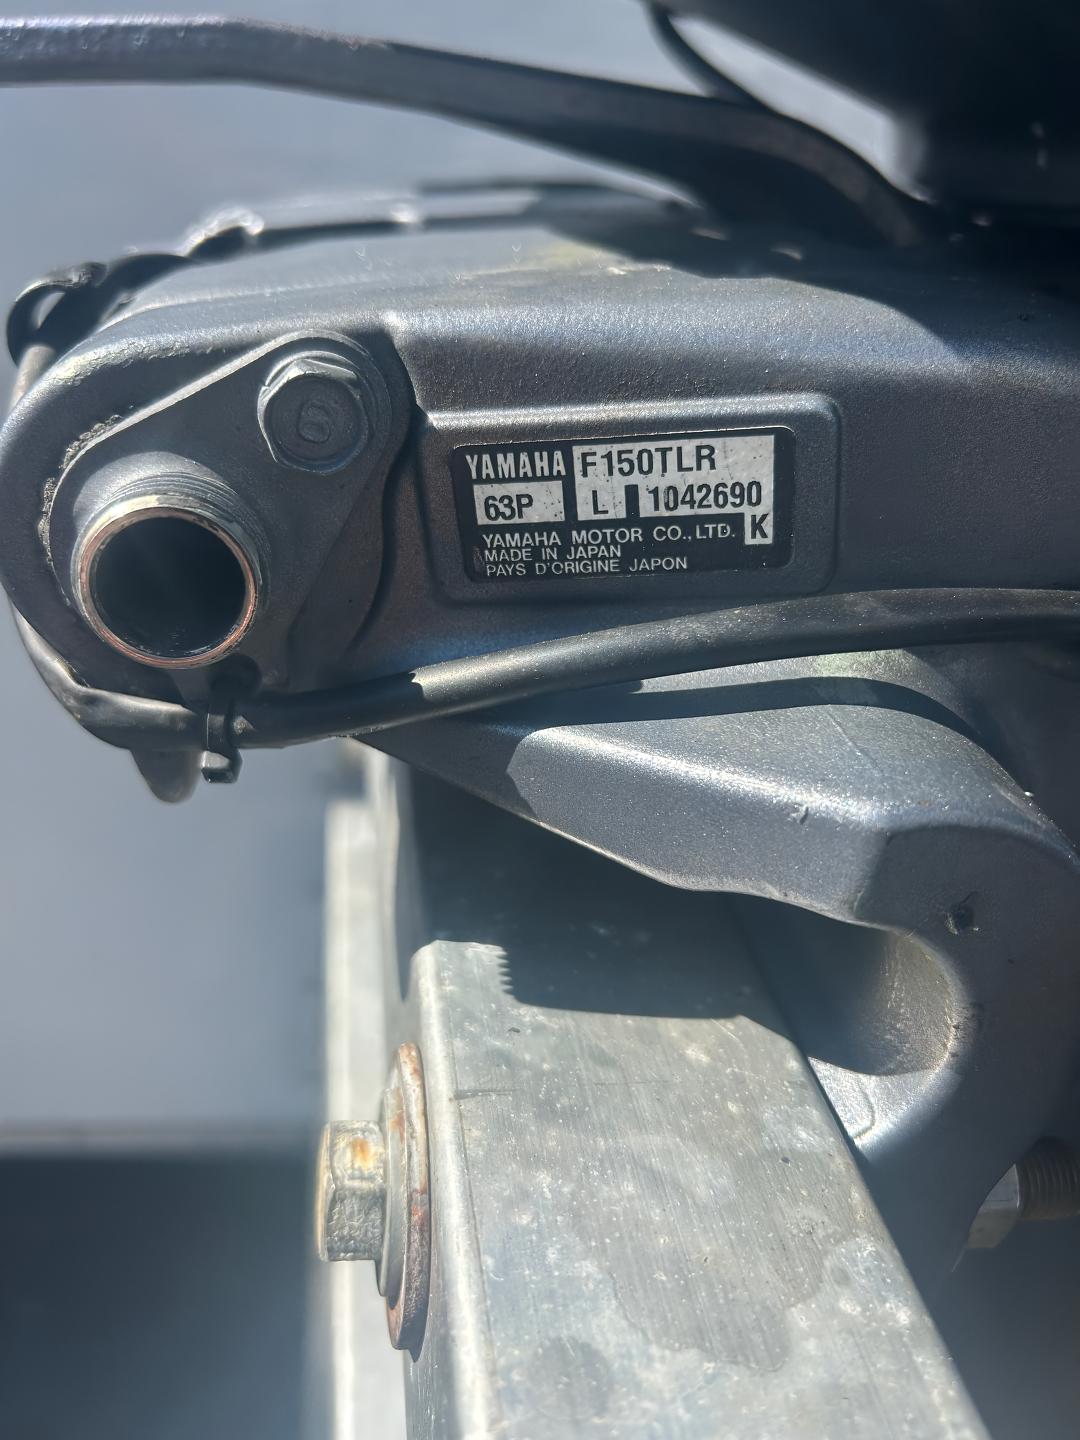 6
YAMAHA F150TLR
63P L 1042690
YAMAHA MOTOR CO.,LTD. K
MADE IN JAPAN
PAYS D'ORIGINE JAPON